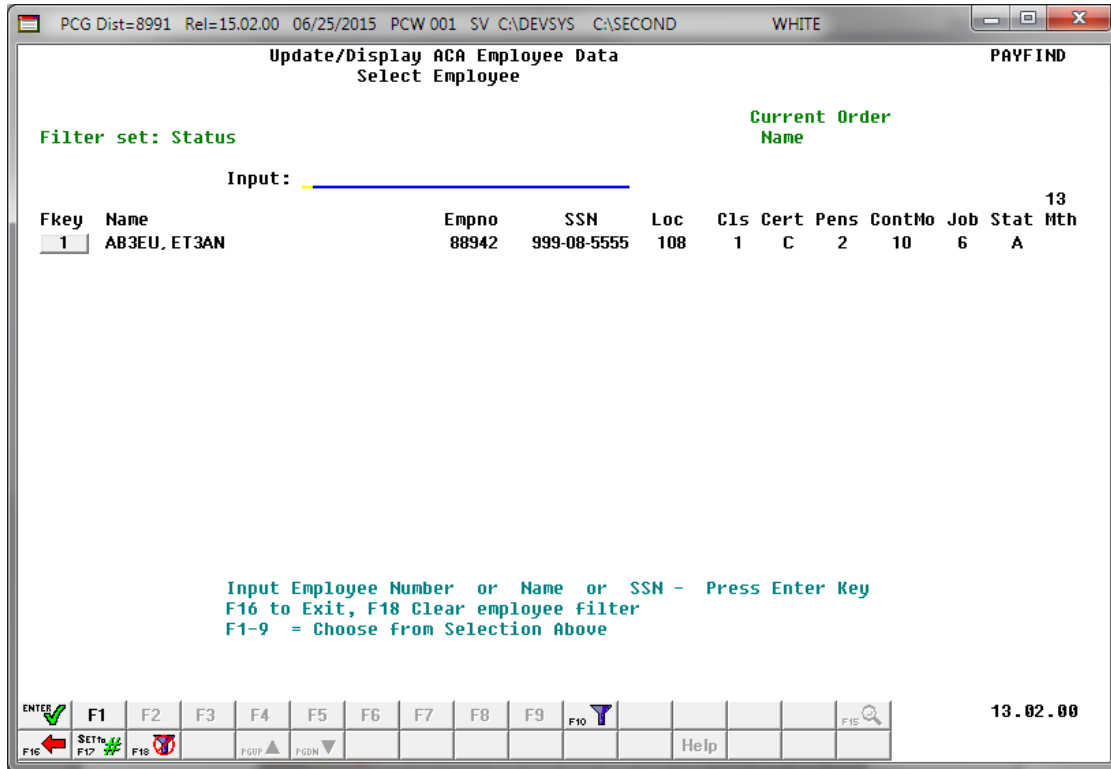 PCG Dist=8991 Rel=15.02.00 06/25/2015 PCW 001 SV C:\DEVSYS C:\SECOND WHITE
Update/Display ACA Employee Data PAYFIND
Select Employee
Current Order
Filter set: Status Name
Input:
13
Fkey Name Empno SSN Loc Cls Cert Pens ContMo Job Stat Mth
1 AB3EU, ET3AN 88942 999-08-5555 108 1 C 2 10 6 A
Input Employee Number or Name or SSN - Press Enter Key
F16 to Exit, F18 Clear employee filter
F1-9 = Choose from Selection Above
ENTER F1 F2 F3 F4 F5 F6 F7 F8 F9 F10 F15 13.02.00
F16 SETTo F17 # F18 PGUP PGDN Help